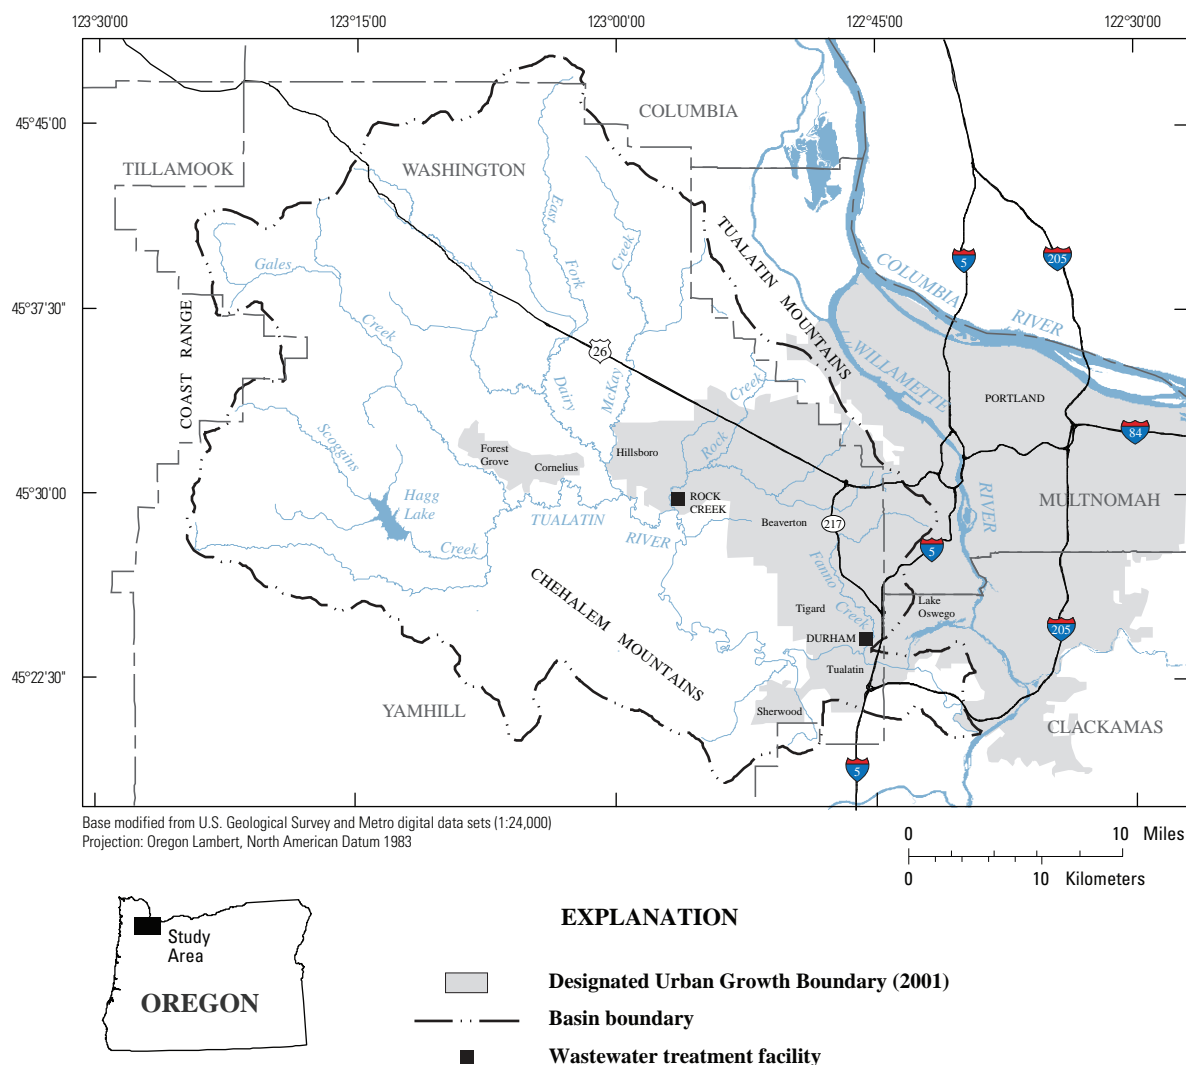 123°30'00"
123°15'00"
123°00'00"
122°45'00"
122°30'00"
45°45'00"
45°37'30"
45°30'00"
45°22'30"
COLUMBIA
TILLAMOOK
WASHINGTON
East
Fork
Dairy
Creek
McKay
TUALATIN MOUNTAINS
5
205
COLUMBIA
RIVER
Gales
Creek
COAST RANGE
26
WILLAMETTE
RIVER
PORTLAND
84
Rock
Creek
Scoggins
Creek
Forest
Grove
Cornelius
Hillsboro
Hagg
Lake
ROCK
CREEK
TUALATIN
RIVER
Beaverton
217
MULTNOMAH
5
Fanno
Creek
CHEHALEM MOUNTAINS
Tigard
Lake
Oswego
DURHAM
205
Tualatin
YAMHILL
Sherwood
CLACKAMAS
5
Base modified from U.S. Geological Survey and Metro digital data sets (1:24,000)
Projection: Oregon Lambert, North American Datum 1983
0 10 Miles
0 10 Kilometers
Study
Area
OREGON
EXPLANATION
Designated Urban Growth Boundary (2001)
Basin boundary
Wastewater treatment facility